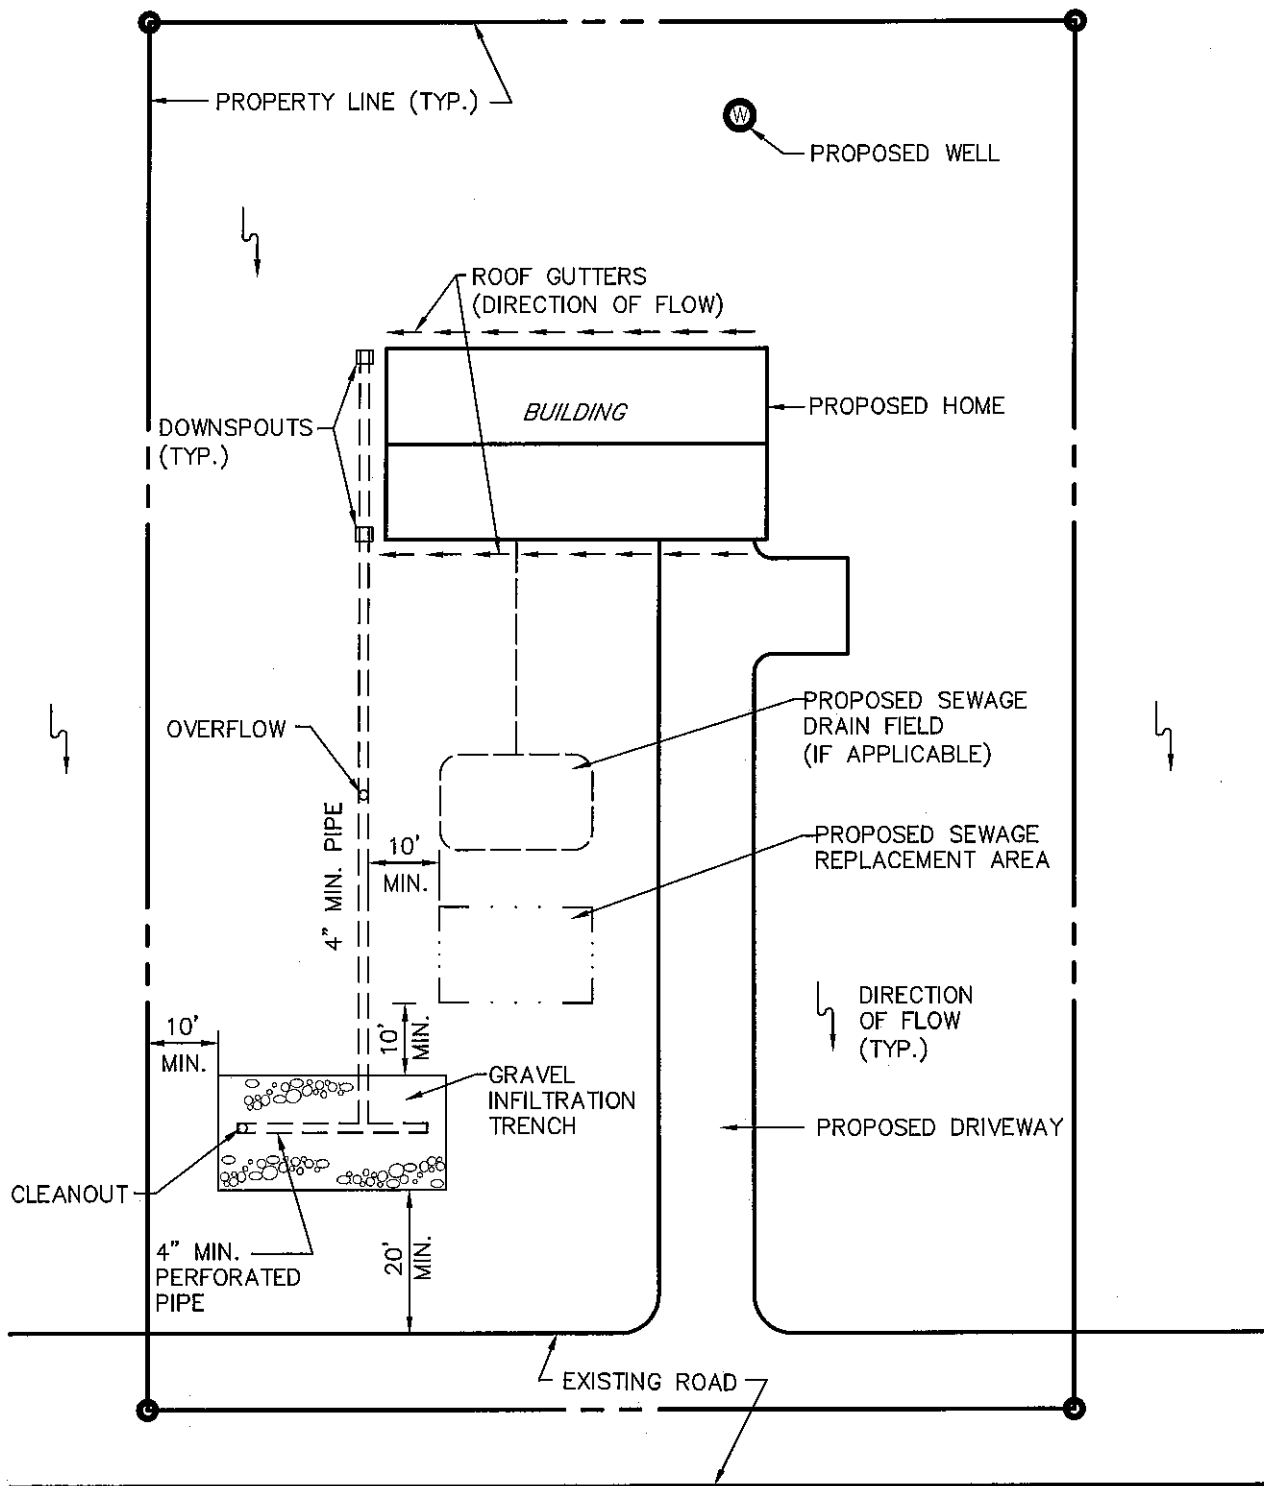 PROPERTY LINE (TYP.)
W
PROPOSED WELL
ROOF GUTTERS
(DIRECTION OF FLOW)
BUILDING
PROPOSED HOME
DOWNSPOUTS
(TYP.)
OVERFLOW
PROPOSED SEWAGE
DRAIN FIELD
(IF APPLICABLE)
4" MIN. PIPE
10'
MIN.
PROPOSED SEWAGE
REPLACEMENT AREA
10'
MIN.
10'
MIN.
DIRECTION
OF FLOW
(TYP.)
GRAVEL
INFILTRATION
TRENCH
PROPOSED DRIVEWAY
CLEANOUT
4" MIN.
PERFORATED
PIPE
20'
MIN.
EXISTING ROAD